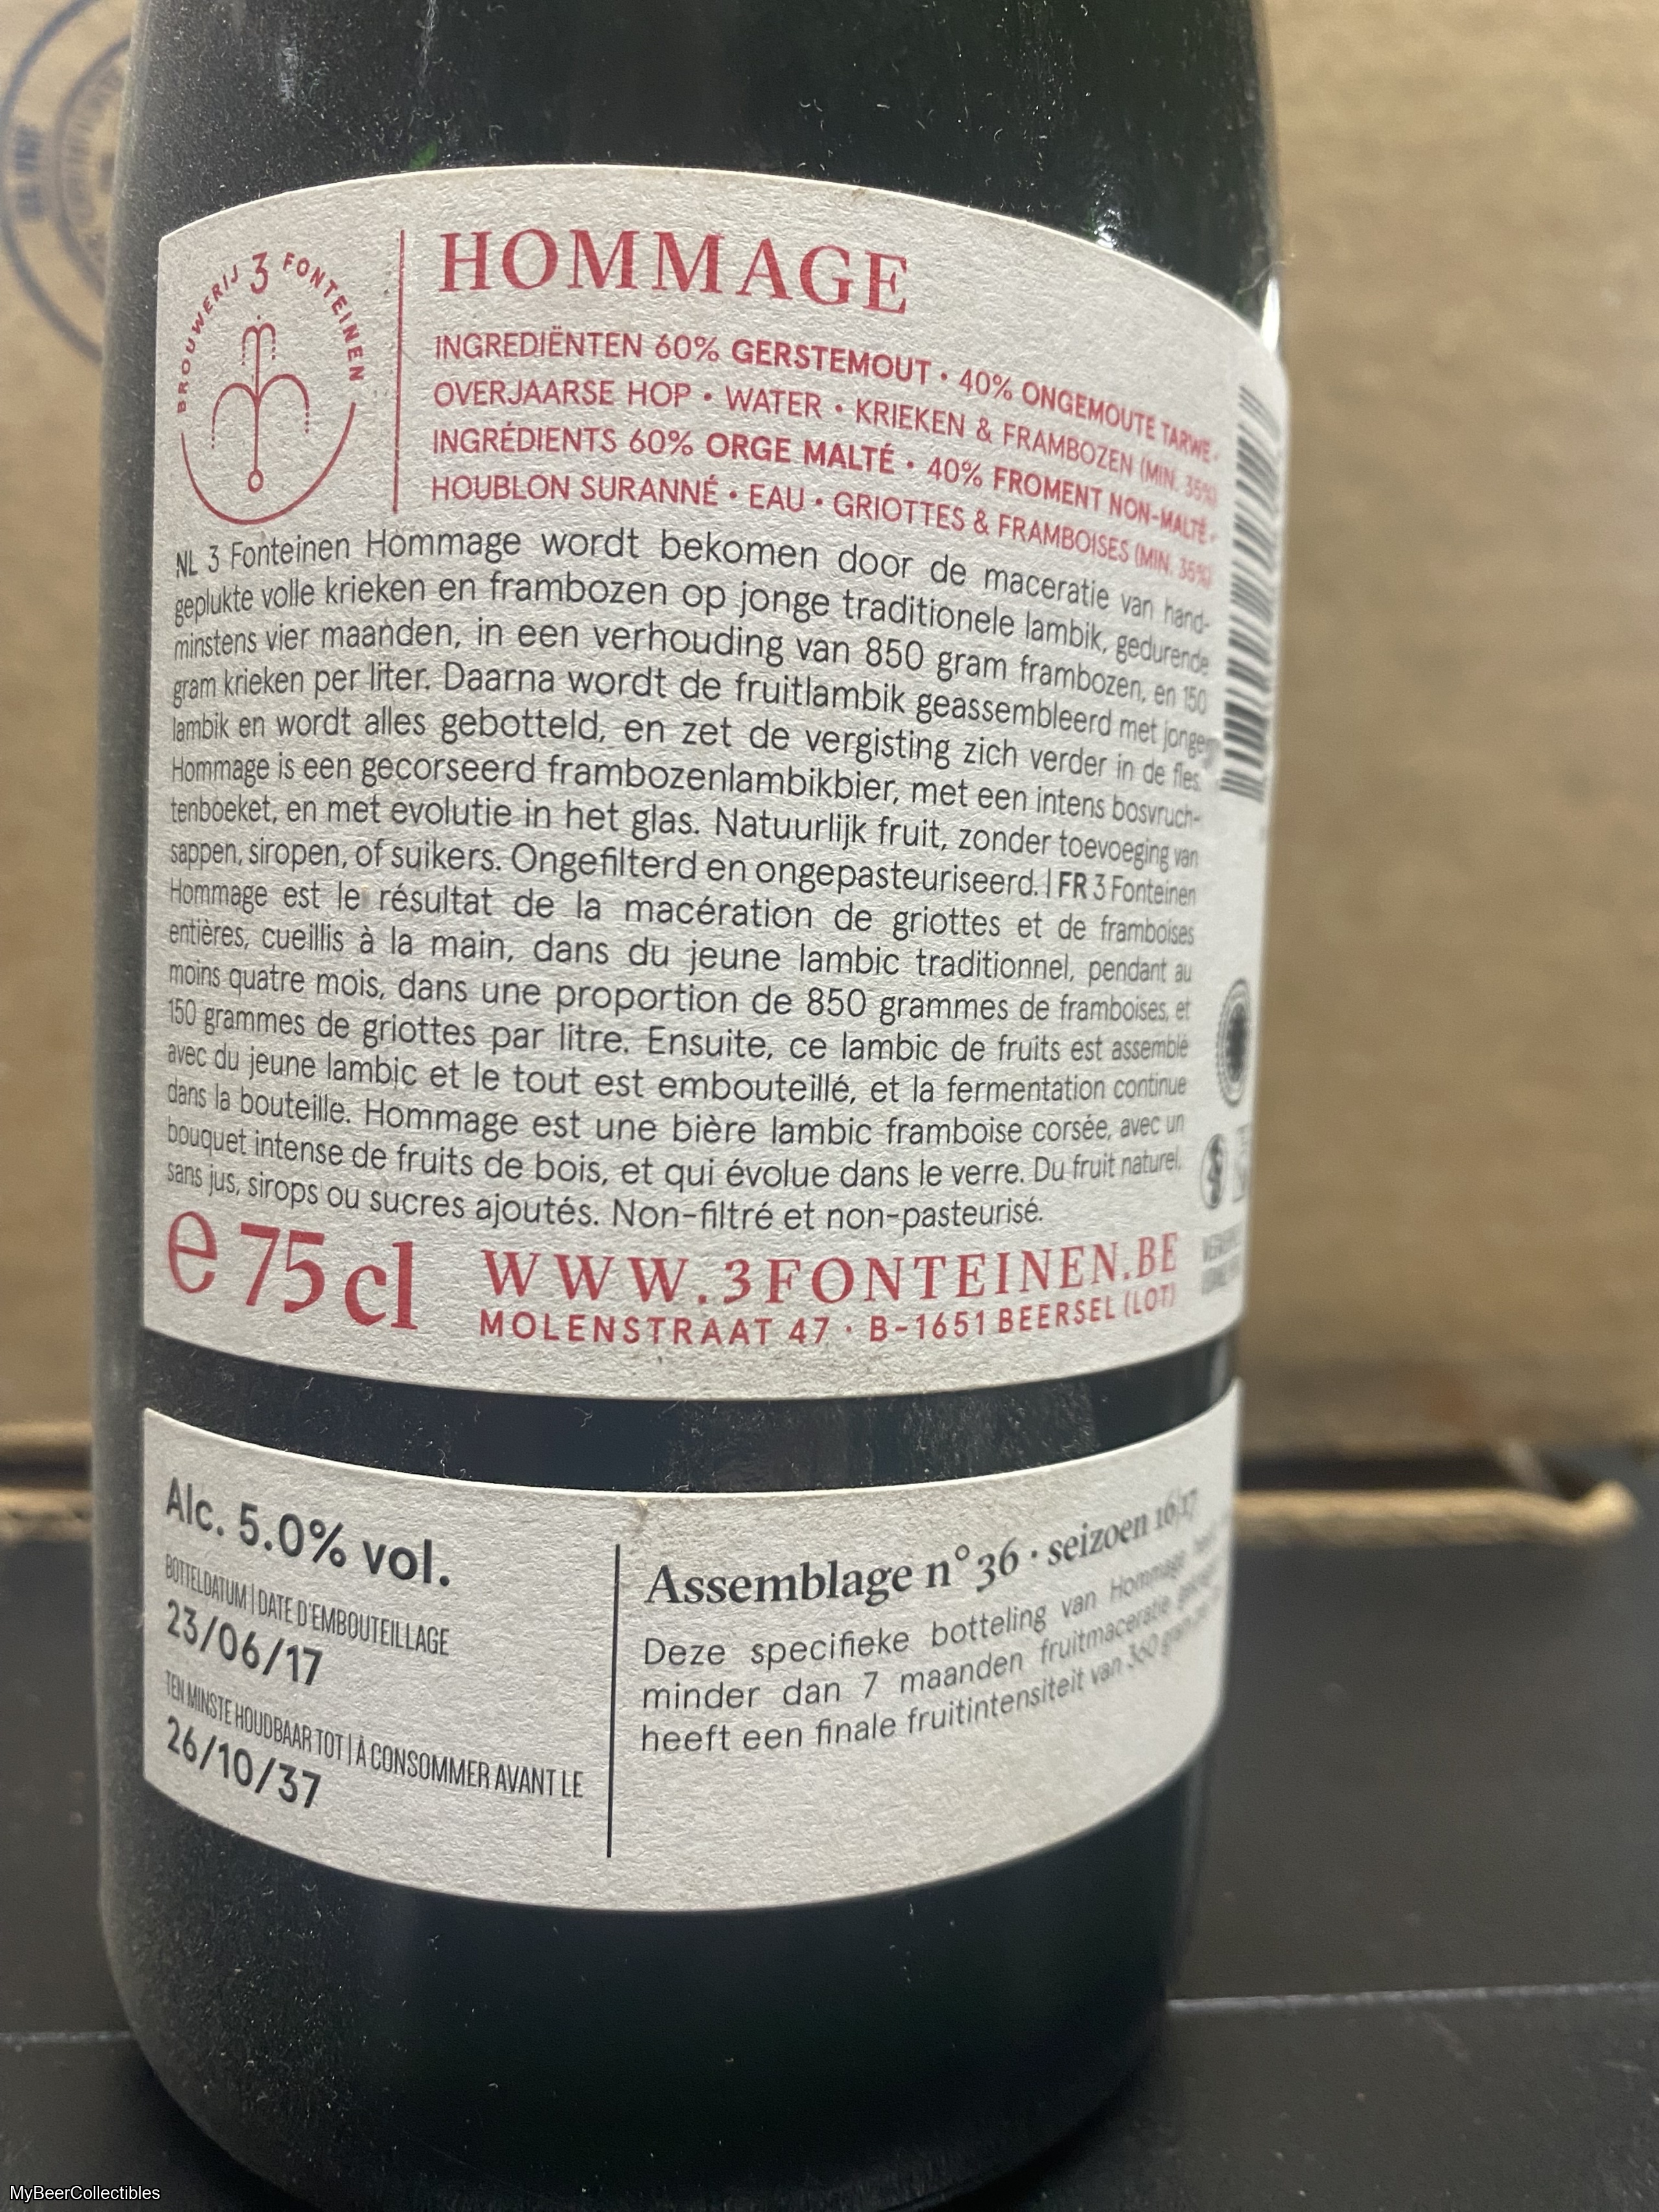 BROUWERIJ 3 FONTEINEN
HOMMAGE
INGREDIËNTEN 60% GERSTEMOUT • 40% ONGEMOUTE TARWE •
OVERJAARSE HOP • WATER • KRIEKEN & FRAMBOZEN (MIN. 35%)
INGRÉDIENTS 60% ORGE MALTÉ • 40% FROMENT NON-MALTÉ •
HOUBLON SURANNÉ • EAU • GRIOTTES & FRAMBOISES (MIN. 35%)
NL 3 Fonteinen Hommage wordt bekomen door de maceratie van hand-
geplukte volle krieken en frambozen op jonge traditionele lambik, gedurende
minstens vier maanden, in een verhouding van 850 gram frambozen, en 150
gram krieken per liter. Daarna wordt de fruitlambik geassembleerd met jonge
lambik en wordt alles gebotteld, en zet de vergisting zich verder in de fles.
Hommage is een gecorseerd frambozenlambikbier, met een intens bosvruch-
tenboeket, en met evolutie in het glas. Natuurlijk fruit, zonder toevoeging van
sappen, siropen, of suikers. Ongefilterd en ongepasteuriseerd. | FR 3 Fonteinen
Hommage est le résultat de la macération de griottes et de framboises
entières, cueillis à la main, dans du jeune lambic traditionnel, pendant au
moins quatre mois, dans une proportion de 850 grammes de framboises, et
150 grammes de griottes par litre. Ensuite, ce lambic de fruits est assemblé
avec du jeune lambic et le tout est embouteillé, et la fermentation continue
dans la bouteille. Hommage est une bière lambic framboise corsée, avec un
bouquet intense de fruits de bois, et qui évolue dans le verre. Du fruit naturel,
sans jus, sirops ou sucres ajoutés. Non-filtré et non-pasteurisé.
e 75 cl
WWW.3FONTEINEN.BE
MOLENSTRAAT 47 · B-1651 BEERSEL (LOT)
Alc. 5.0% vol.
BOTTELDATUM | DATE D'EMBOUTEILLAGE
23/06/17
TEN MINSTE HOUDBAAR TOT | À CONSOMMER AVANT LE
26/10/37
Assemblage n° 36 · seizoen 16|17
Deze specifieke botteling van Hommage
minder dan 7 maanden fruitmaceratie
heeft een finale fruitintensiteit van 360 gram
MyBeerCollectibles